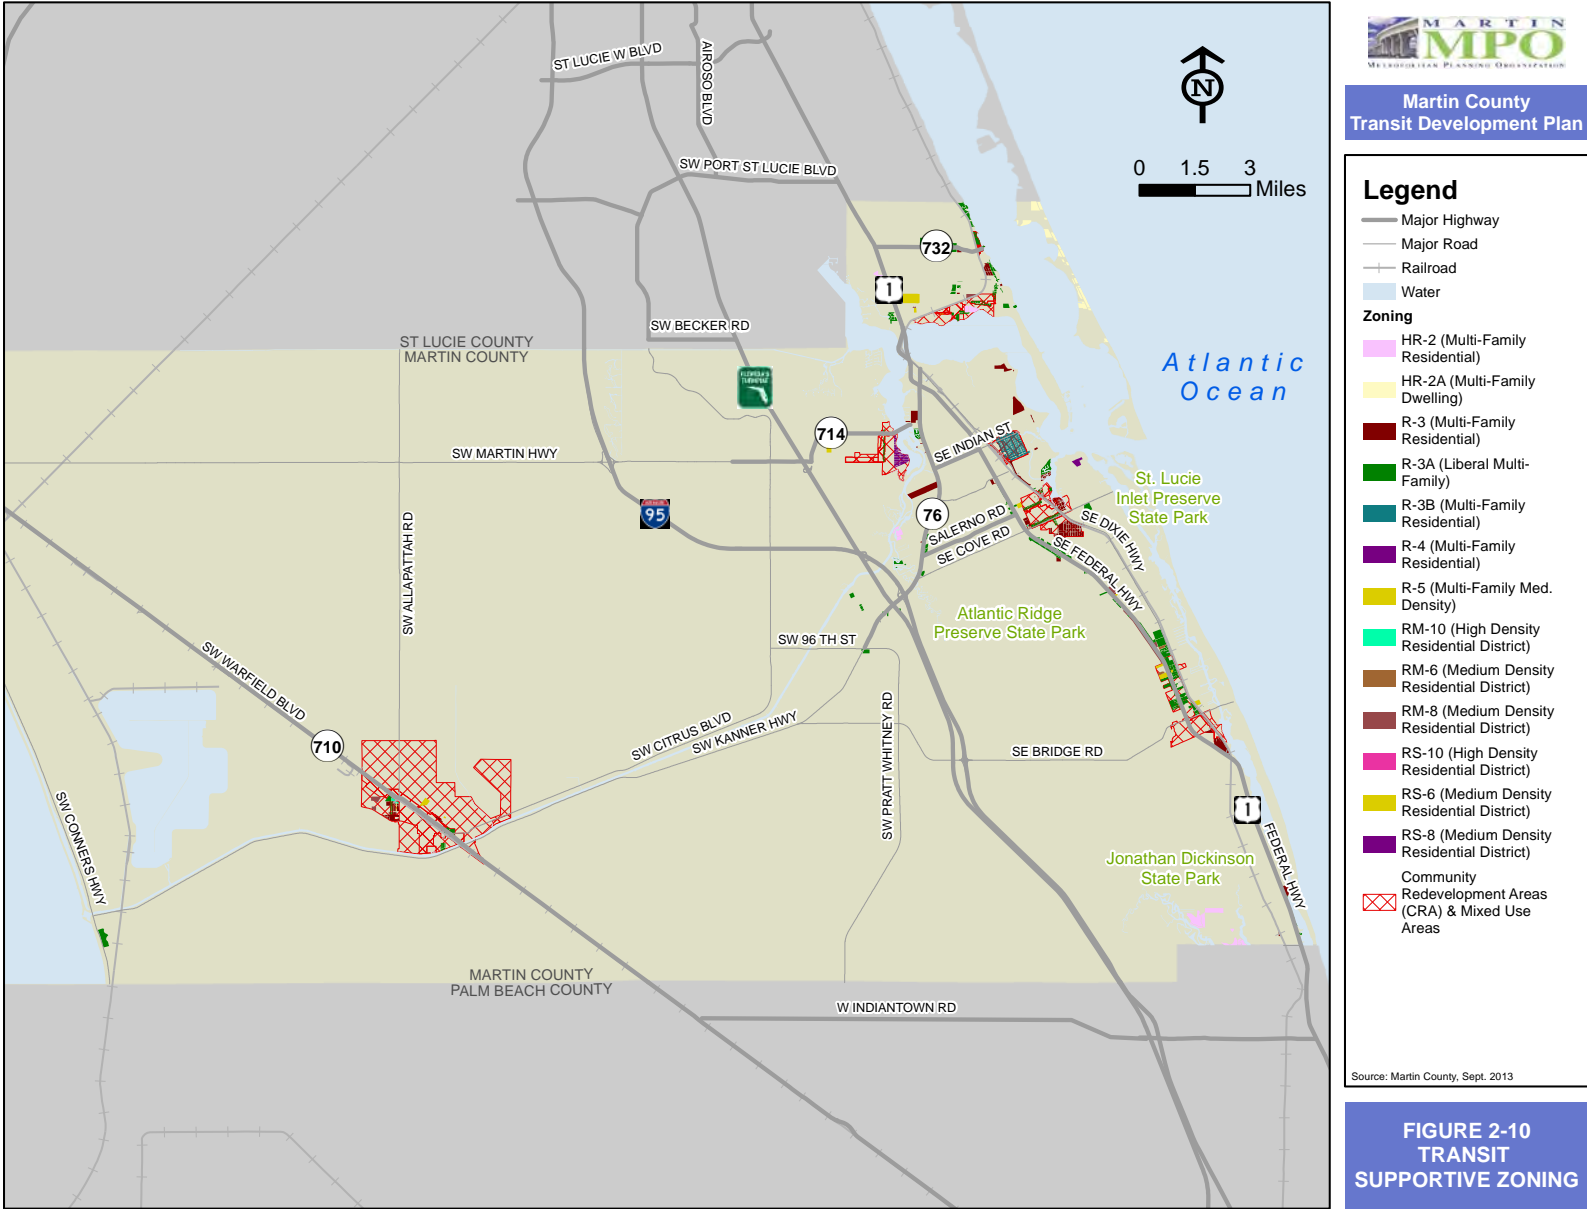 ST LUCIE W BLVD
AIROSO BLVD
SW PORT ST LUCIE BLVD
N
0 1.5 3
Miles
732
1
SW BECKER RD
ST LUCIE COUNTY
MARTIN COUNTY
FLORIDA'S
TURNPIKE
Atlantic
Ocean
714
SW MARTIN HWY
SE INDIAN ST
St. Lucie
Inlet Preserve
State Park
95
76
SALERNO RD
SE COVE RD
SE DIXIE HWY
SE FEDERAL HWY
SW ALLAPATTAH RD
Atlantic Ridge
Preserve State Park
SW 96 TH ST
SW WARFIELD BLVD
710
SW CITRUS BLVD
SW KANNER HWY
SW PRATT WHITNEY RD
SE BRIDGE RD
SW CONNERS HWY
1
FEDERAL HWY
Jonathan Dickinson
State Park
MARTIN COUNTY
PALM BEACH COUNTY
W INDIANTOWN RD
MARTIN
MPO
METROPOLITAN PLANNING ORGANIZATION
Martin County
Transit Development Plan
Legend
Major Highway
Major Road
Railroad
Water
Zoning
HR-2 (Multi-Family
Residential)
HR-2A (Multi-Family
Dwelling)
R-3 (Multi-Family
Residential)
R-3A (Liberal Multi-
Family)
R-3B (Multi-Family
Residential)
R-4 (Multi-Family
Residential)
R-5 (Multi-Family Med.
Density)
RM-10 (High Density
Residential District)
RM-6 (Medium Density
Residential District)
RM-8 (Medium Density
Residential District)
RS-10 (High Density
Residential District)
RS-6 (Medium Density
Residential District)
RS-8 (Medium Density
Residential District)
Community
Redevelopment Areas
(CRA) & Mixed Use
Areas
Source: Martin County, Sept. 2013
FIGURE 2-10
TRANSIT
SUPPORTIVE ZONING